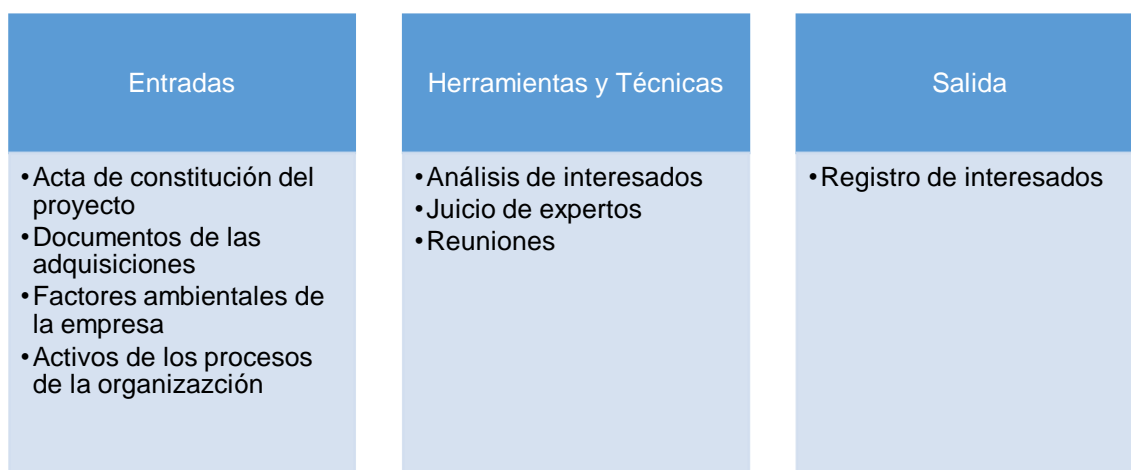 Entradas
•Acta de constitución del
proyecto
•Documentos de las
adquisiciones
•Factores ambientales de
la empresa
•Activos de los procesos
de la organizazción
Herramientas y Técnicas
•Análisis de interesados
•Juicio de expertos
•Reuniones
Salida
•Registro de interesados